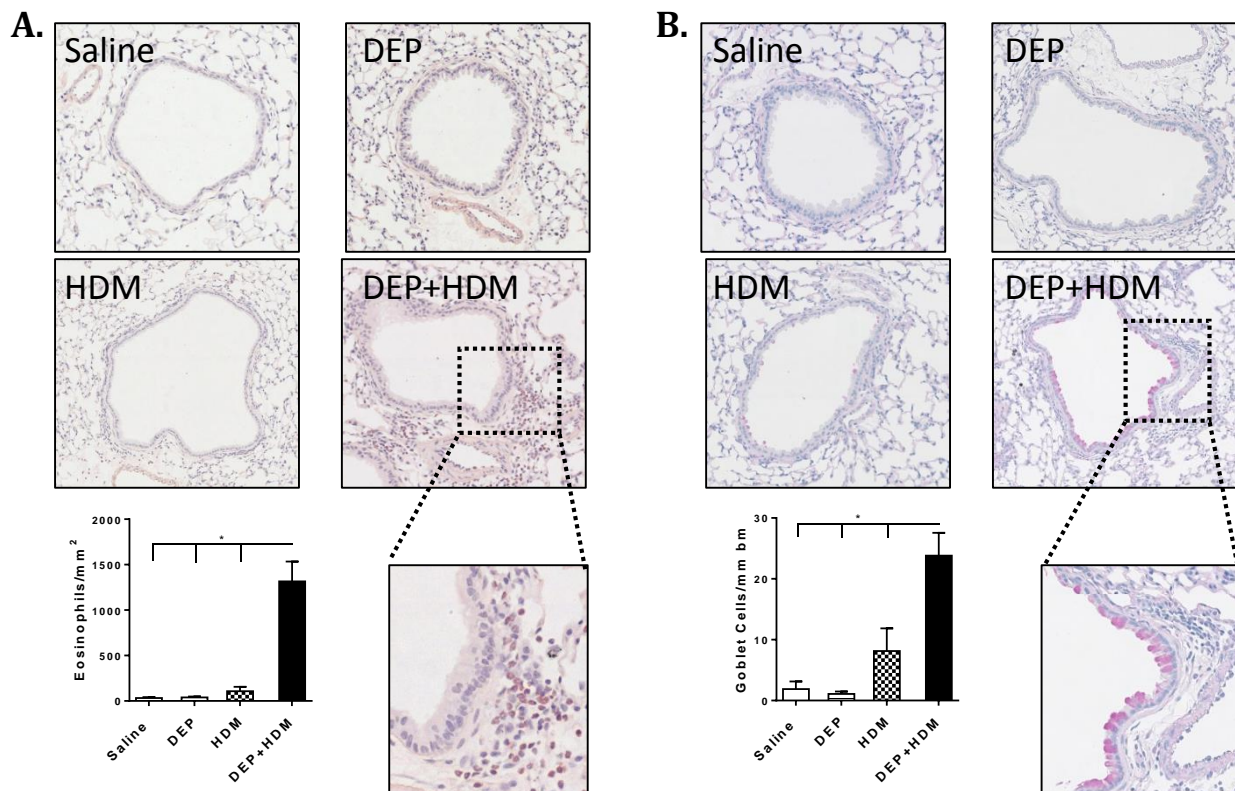 A.
Saline
DEP
HDM
DEP+HDM
2000
1500
1000
500
0
Eosinophils/mm²
*
Saline
DEP
HDM
DEP+HDM
B.
Saline
DEP
HDM
DEP+HDM
30
20
10
0
Goblet Cells/mm bm
*
Saline
DEP
HDM
DEP+HDM